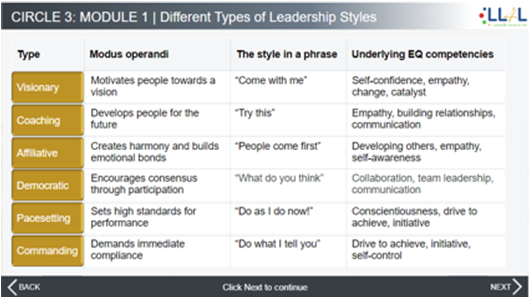 CIRCLE 3: MODULE 1 | Different Types of Leadership Styles
LL4L
Type Modus operandi The style in a phrase Underlying EQ competencies
Visionary
Motivates people towards a
vision
“Come with me”
Self-confidence, empathy,
change, catalyst
Coaching
Develops people for the
future
“Try this”
Empathy, building relationships,
communication
Affiliative
Creates harmony and builds
emotional bonds
“People come first”
Developing others, empathy,
self-awareness
Democratic
Encourages consensus
through participation
“What do you think”
Collaboration, team leadership,
communication
Pacesetting
Sets high standards for
performance
“Do as I do now!”
Conscientiousness, drive to
achieve, initiative
Commanding
Demands immediate
compliance
“Do what I tell you”
Drive to achieve, initiative,
self-control
BACK Click Next to continue NEXT